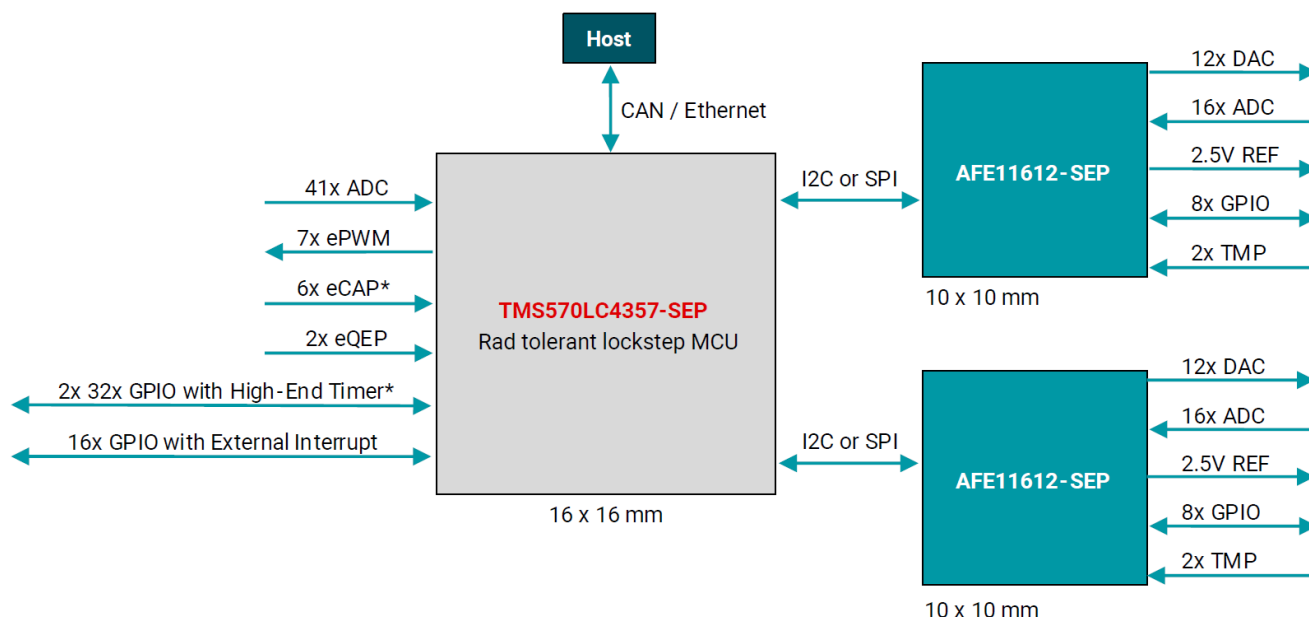 Host
CAN / Ethernet
41x ADC
7x ePWM
6x eCAP*
2x eQEP
2x 32x GPIO with High-End Timer*
16x GPIO with External Interrupt
TMS570LC4357-SEP
Rad tolerant lockstep MCU
16 x 16 mm
I2C or SPI
AFE11612-SEP
10 x 10 mm
12x DAC
16x ADC
2.5V REF
8x GPIO
2x TMP
I2C or SPI
AFE11612-SEP
10 x 10 mm
12x DAC
16x ADC
2.5V REF
8x GPIO
2x TMP